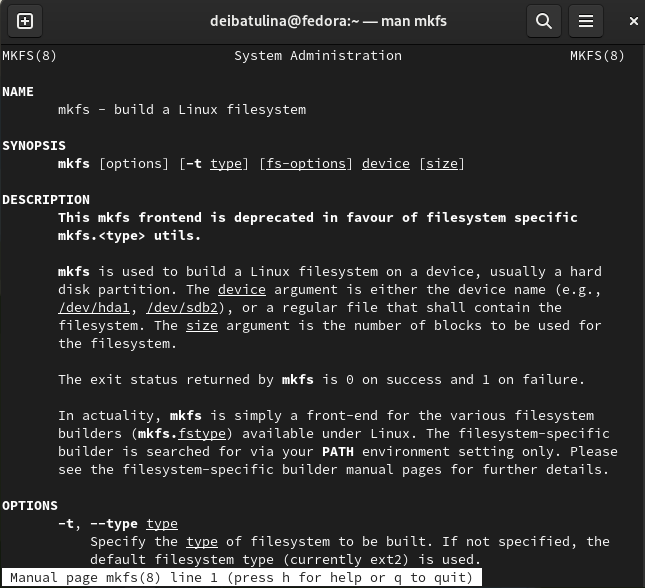 deibatulina@fedora:~ — man mkfs
MKFS(8) System Administration MKFS(8)
NAME
mkfs - build a Linux filesystem
SYNOPSIS
mkfs [options] [-t type] [fs-options] device [size]
DESCRIPTION
This mkfs frontend is deprecated in favour of filesystem specific
mkfs.<type> utils.
mkfs is used to build a Linux filesystem on a device, usually a hard
disk partition. The device argument is either the device name (e.g.,
/dev/hda1, /dev/sdb2), or a regular file that shall contain the
filesystem. The size argument is the number of blocks to be used for
the filesystem.
The exit status returned by mkfs is 0 on success and 1 on failure.
In actuality, mkfs is simply a front-end for the various filesystem
builders (mkfs.fstype) available under Linux. The filesystem-specific
builder is searched for via your PATH environment setting only. Please
see the filesystem-specific builder manual pages for further details.
OPTIONS
-t, --type type
Specify the type of filesystem to be built. If not specified, the
default filesystem type (currently ext2) is used.
Manual page mkfs(8) line 1 (press h for help or q to quit)